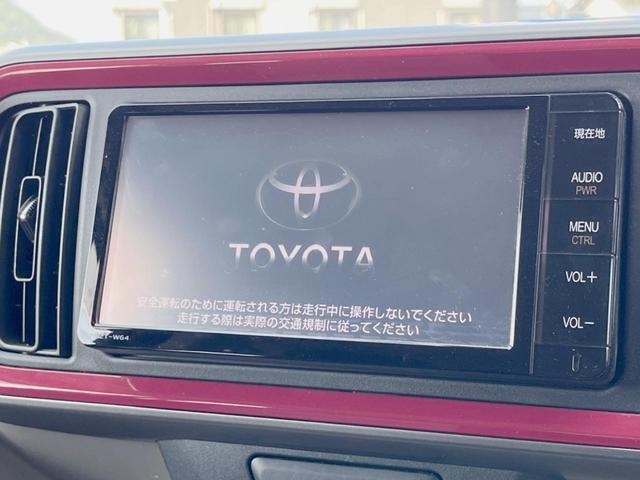 現在地
AUDIO
PWR
MENU
CTRL
VOL+
VOL−
TOYOTA
安全運転のために運転される方は走行中に操作しないでください
走行する際は実際の交通規制に従ってください